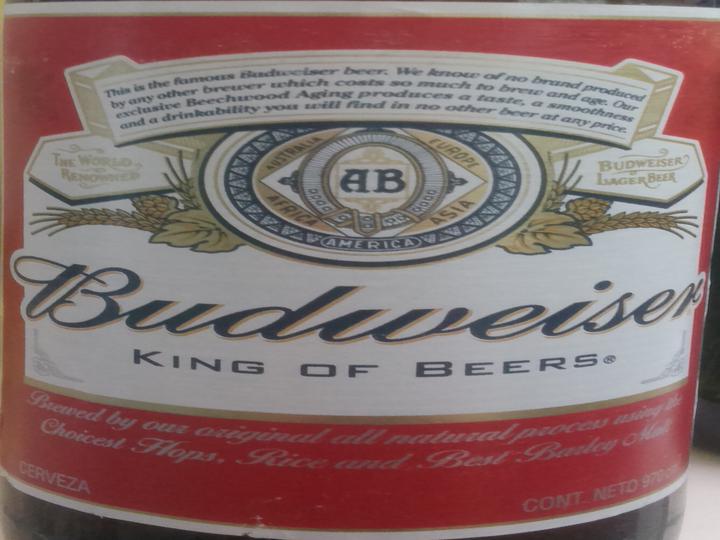 This is the famous Budweiser beer. We know of no brand produced
by any other brewer which costs so much to brew and age. Our
exclusive Beechwood Aging produces a taste, a smoothness
and a drinkability you will find in no other beer at any price.
THE WORLD
RENOWNED
BUDWEISER
LAGER BEER
AUSTRALIA
EUROPE
AB
AFRICA
ASIA
AMERICA
Budweiser
KING OF BEERS®
Brewed by our original all natural process using the
Choicest Hops, Rice and Best Barley Malt
CERVEZA
CONT. NETO 970